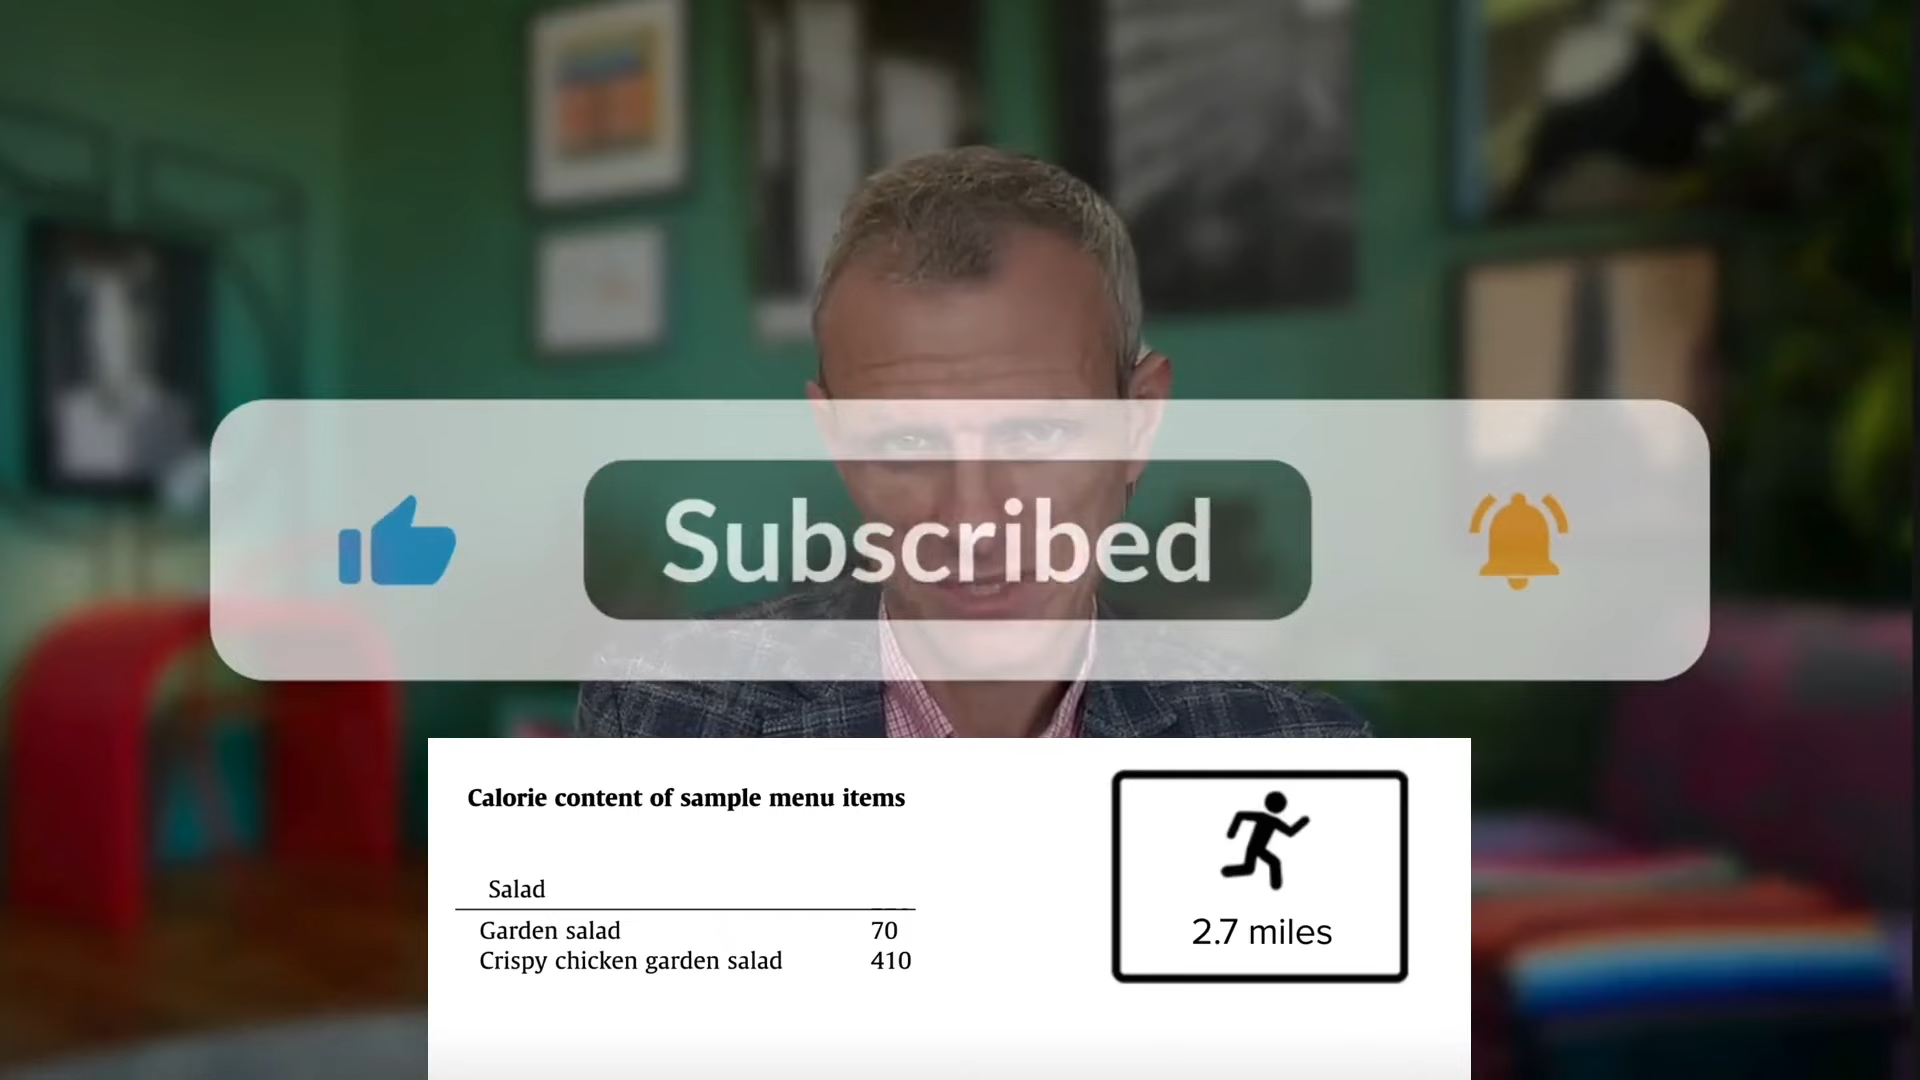 Subscribed
Calorie content of sample menu items
Salad
Garden salad 70
Crispy chicken garden salad 410
2.7 miles